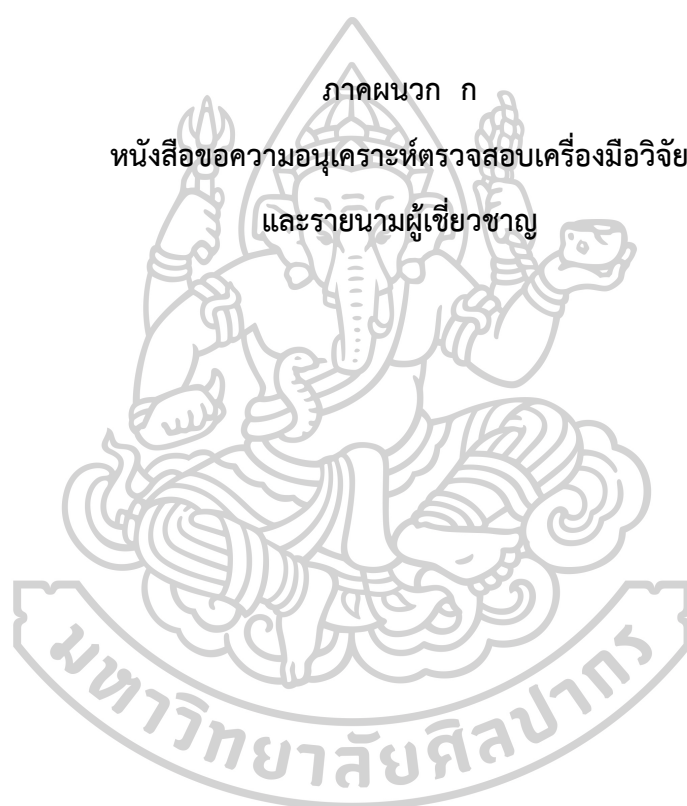 ภาคผนวก ก
หนังสือขอความอนุเคราะห์ตรวจสอบเครื่องมือวิจัย
และรายนามผู้เชี่ยวชาญ
มหาวิทยาลัยศิลปากร